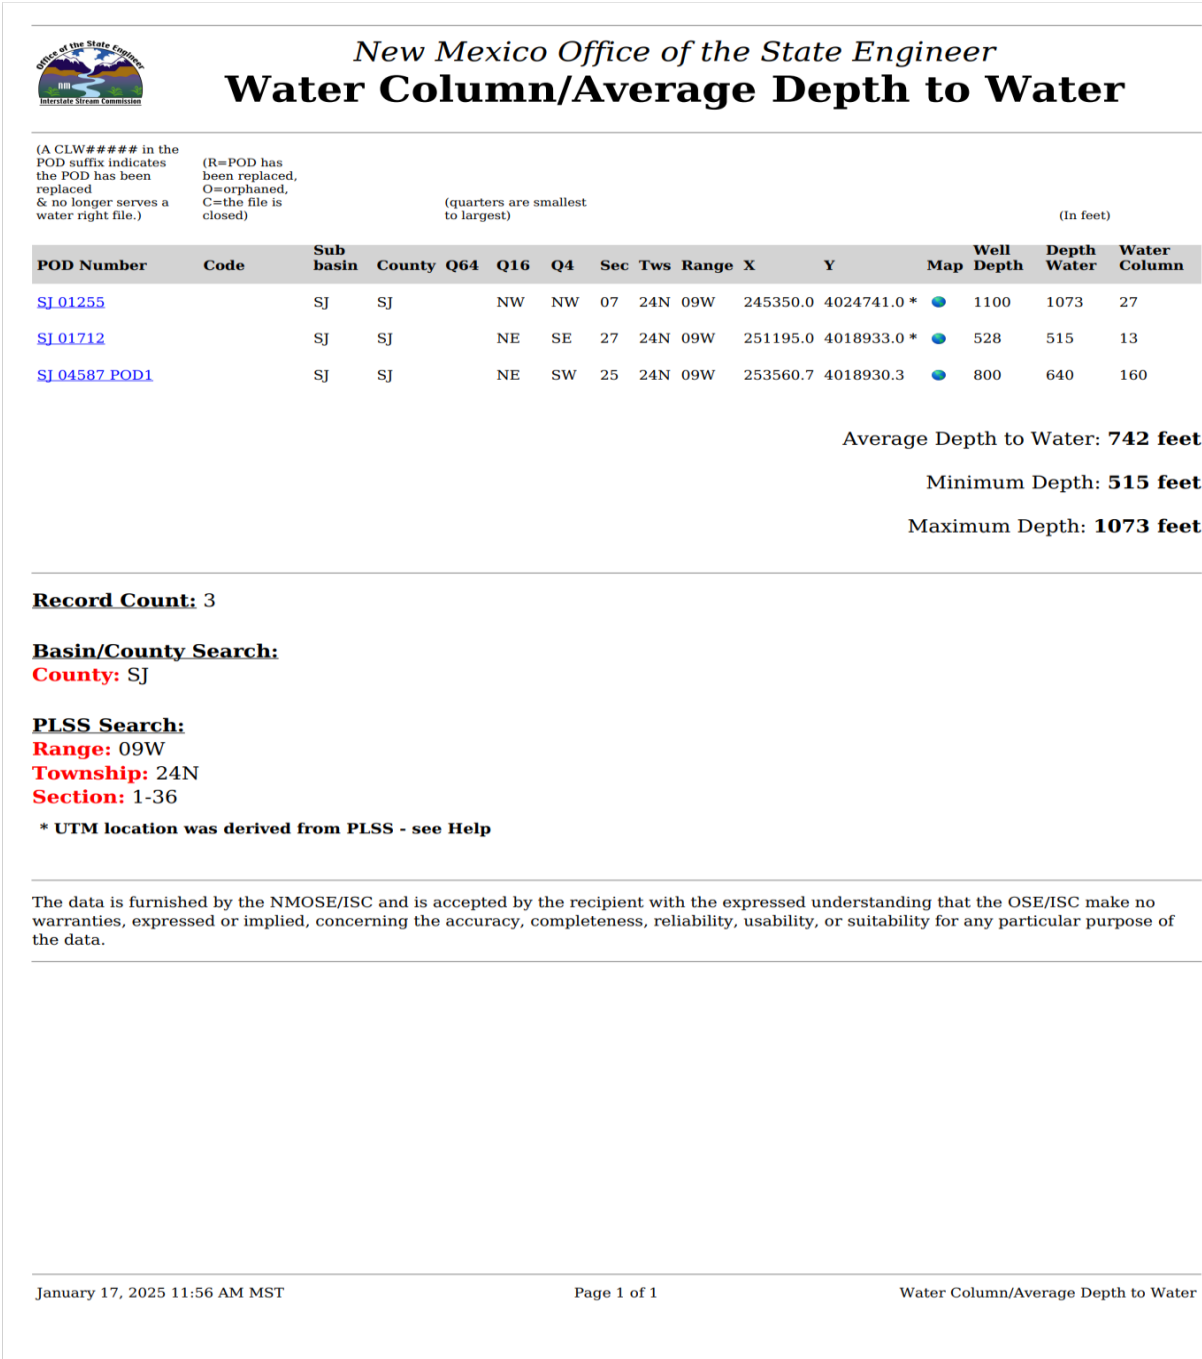 Office of the State Engineer
nm
Interstate Stream Commission
New Mexico Office of the State Engineer
Water Column/Average Depth to Water
(A CLW##### in the
POD suffix indicates
the POD has been
replaced
& no longer serves a
water right file.)
(R=POD has
been replaced,
O=orphaned,
C=the file is
closed)
(quarters are smallest
to largest)
(In feet)
POD Number Code Sub basin County Q64 Q16 Q4 Sec Tws Range X Y Map Well Depth Depth Water Water Column
SJ 01255 SJ SJ NW NW 07 24N 09W 245350.0 4024741.0 * 1100 1073 27
SJ 01712 SJ SJ NE SE 27 24N 09W 251195.0 4018933.0 * 528 515 13
SJ 04587 POD1 SJ SJ NE SW 25 24N 09W 253560.7 4018930.3 800 640 160
Average Depth to Water: 742 feet
Minimum Depth: 515 feet
Maximum Depth: 1073 feet
Record Count: 3
Basin/County Search:
County: SJ
PLSS Search:
Range: 09W
Township: 24N
Section: 1-36
* UTM location was derived from PLSS - see Help
The data is furnished by the NMOSE/ISC and is accepted by the recipient with the expressed understanding that the OSE/ISC make no
warranties, expressed or implied, concerning the accuracy, completeness, reliability, usability, or suitability for any particular purpose of
the data.
January 17, 2025 11:56 AM MST Page 1 of 1 Water Column/Average Depth to Water